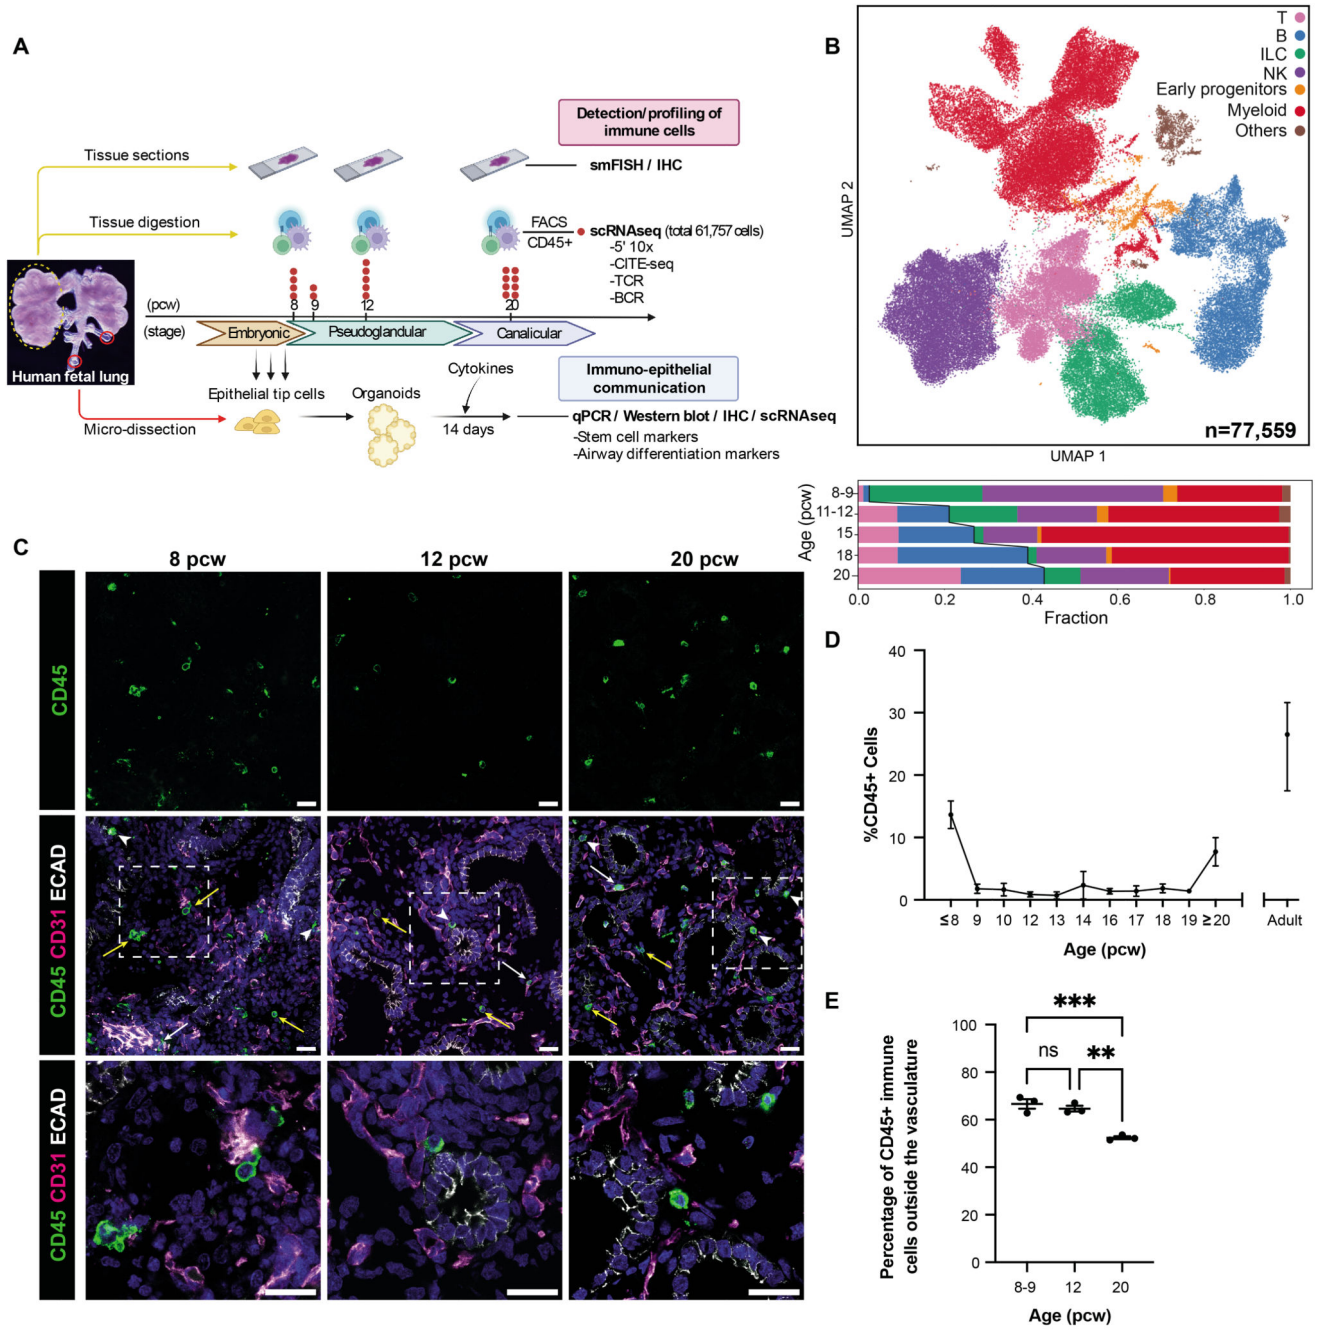 A
Detection/profiling of
immune cells
Tissue sections
smFISH / IHC
Tissue digestion
FACS
CD45+
scRNAseq (total 61,757 cells)
-5' 10x
-CITE-seq
-TCR
-BCR
(pcw)
8
9
12
20
(stage)
Embryonic
Pseudoglandular
Canalicular
Human fetal lung
Epithelial tip cells
Organoids
Cytokines
14 days
Micro-dissection
Immuno-epithelial
communication
qPCR / Western blot / IHC / scRNAseq
-Stem cell markers
-Airway differentiation markers
B
T
B
ILC
NK
Early progenitors
Myeloid
Others
UMAP 2
n=77,559
UMAP 1
Age (pcw)
8-9
11-12
15
18
20
0.0
0.2
0.4
0.6
0.8
1.0
Fraction
C
8 pcw
12 pcw
20 pcw
CD45
CD45 CD31 ECAD
CD45 CD31 ECAD
D
%CD45+ Cells
40
30
20
10
0
≤8
9
10
12
13
14
16
17
18
19
≥20
Adult
Age (pcw)
E
Percentage of CD45+ immune
cells outside the vasculature
***
ns
**
100
80
60
40
20
0
8-9
12
20
Age (pcw)